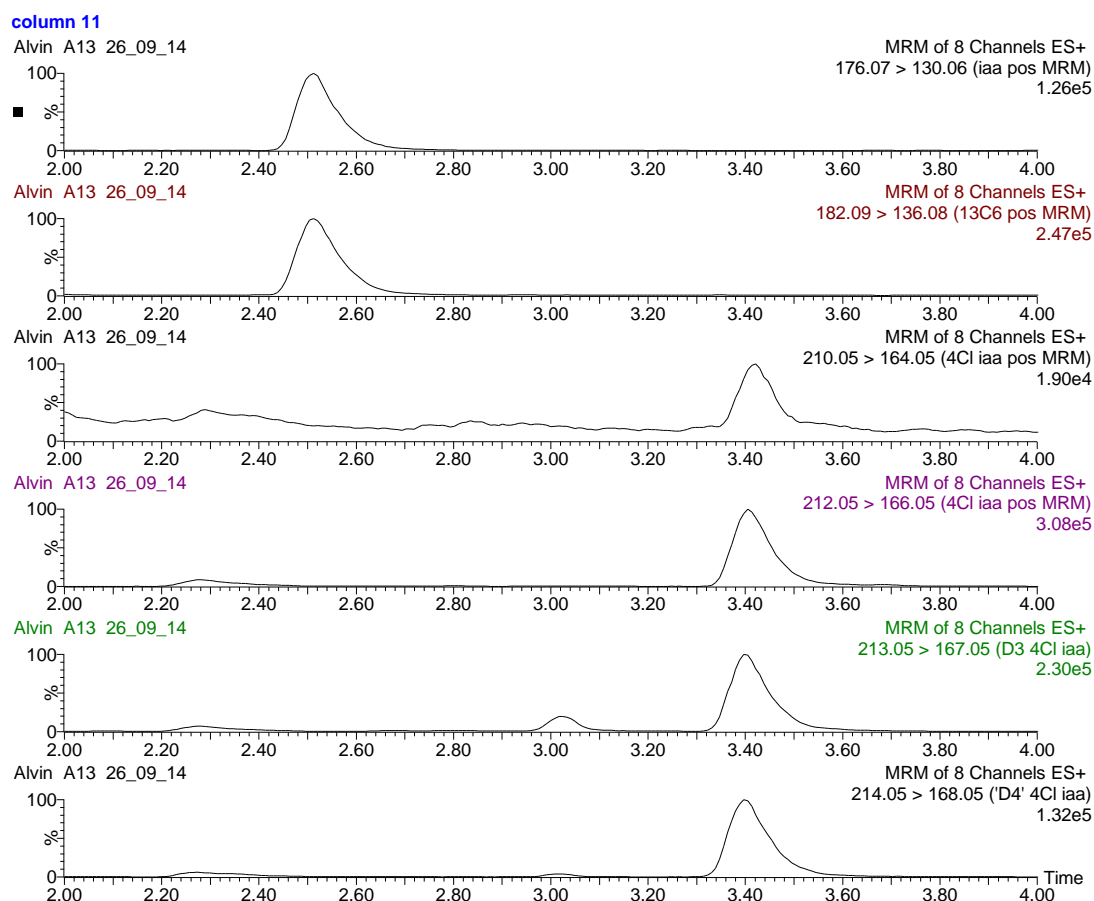 column 11
Alvin A13 26_09_14
MRM of 8 Channels ES+
176.07 > 130.06 (iaa pos MRM)
1.26e5
100
%
0
2.00 2.20 2.40 2.60 2.80 3.00 3.20 3.40 3.60 3.80 4.00
Alvin A13 26_09_14
MRM of 8 Channels ES+
182.09 > 136.08 (13C6 pos MRM)
2.47e5
100
%
0
2.00 2.20 2.40 2.60 2.80 3.00 3.20 3.40 3.60 3.80 4.00
Alvin A13 26_09_14
MRM of 8 Channels ES+
210.05 > 164.05 (4Cl iaa pos MRM)
1.90e4
100
%
0
2.00 2.20 2.40 2.60 2.80 3.00 3.20 3.40 3.60 3.80 4.00
Alvin A13 26_09_14
MRM of 8 Channels ES+
212.05 > 166.05 (4Cl iaa pos MRM)
3.08e5
100
%
0
2.00 2.20 2.40 2.60 2.80 3.00 3.20 3.40 3.60 3.80 4.00
Alvin A13 26_09_14
MRM of 8 Channels ES+
213.05 > 167.05 (D3 4Cl iaa)
2.30e5
100
%
0
2.00 2.20 2.40 2.60 2.80 3.00 3.20 3.40 3.60 3.80 4.00
Alvin A13 26_09_14
MRM of 8 Channels ES+
214.05 > 168.05 ('D4' 4Cl iaa)
1.32e5
100
%
0
Time
2.00 2.20 2.40 2.60 2.80 3.00 3.20 3.40 3.60 3.80 4.00